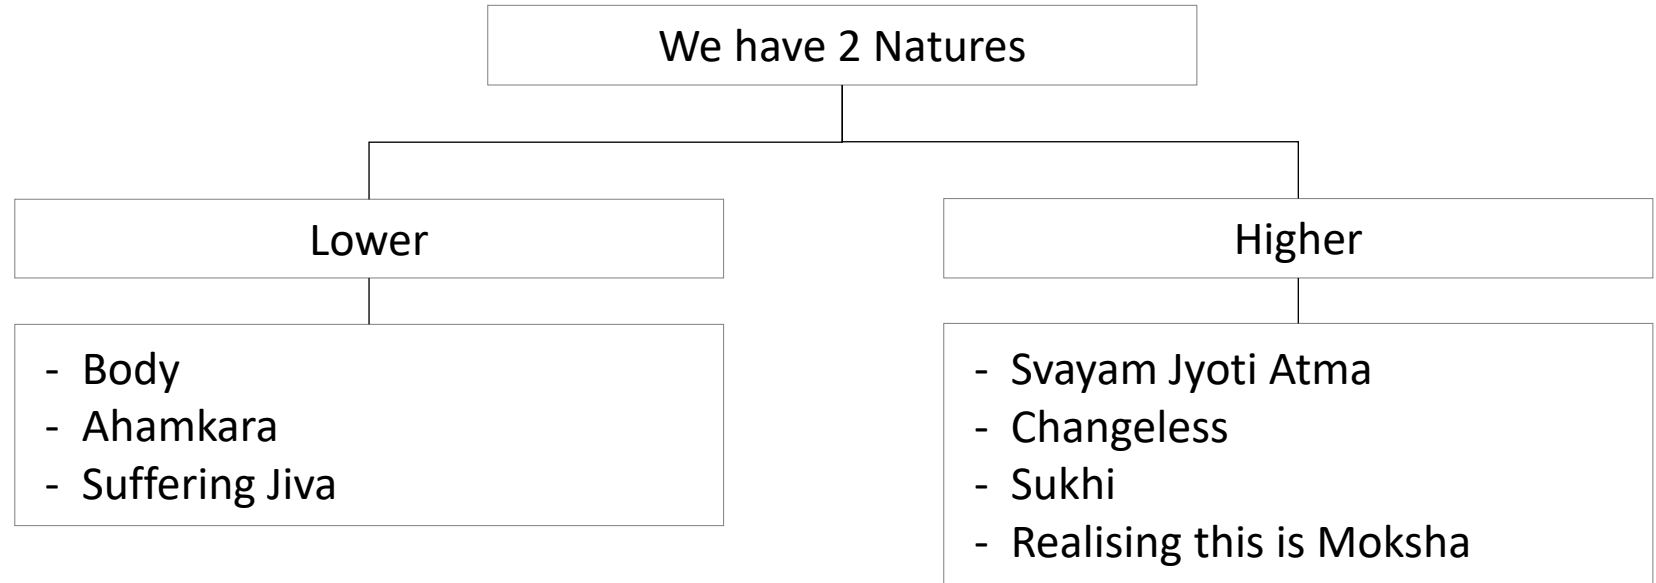 We have 2 Natures
Lower
- Body
- Ahamkara
- Suffering Jiva
Higher
- Svayam Jyoti Atma
- Changeless
- Sukhi
- Realising this is Moksha